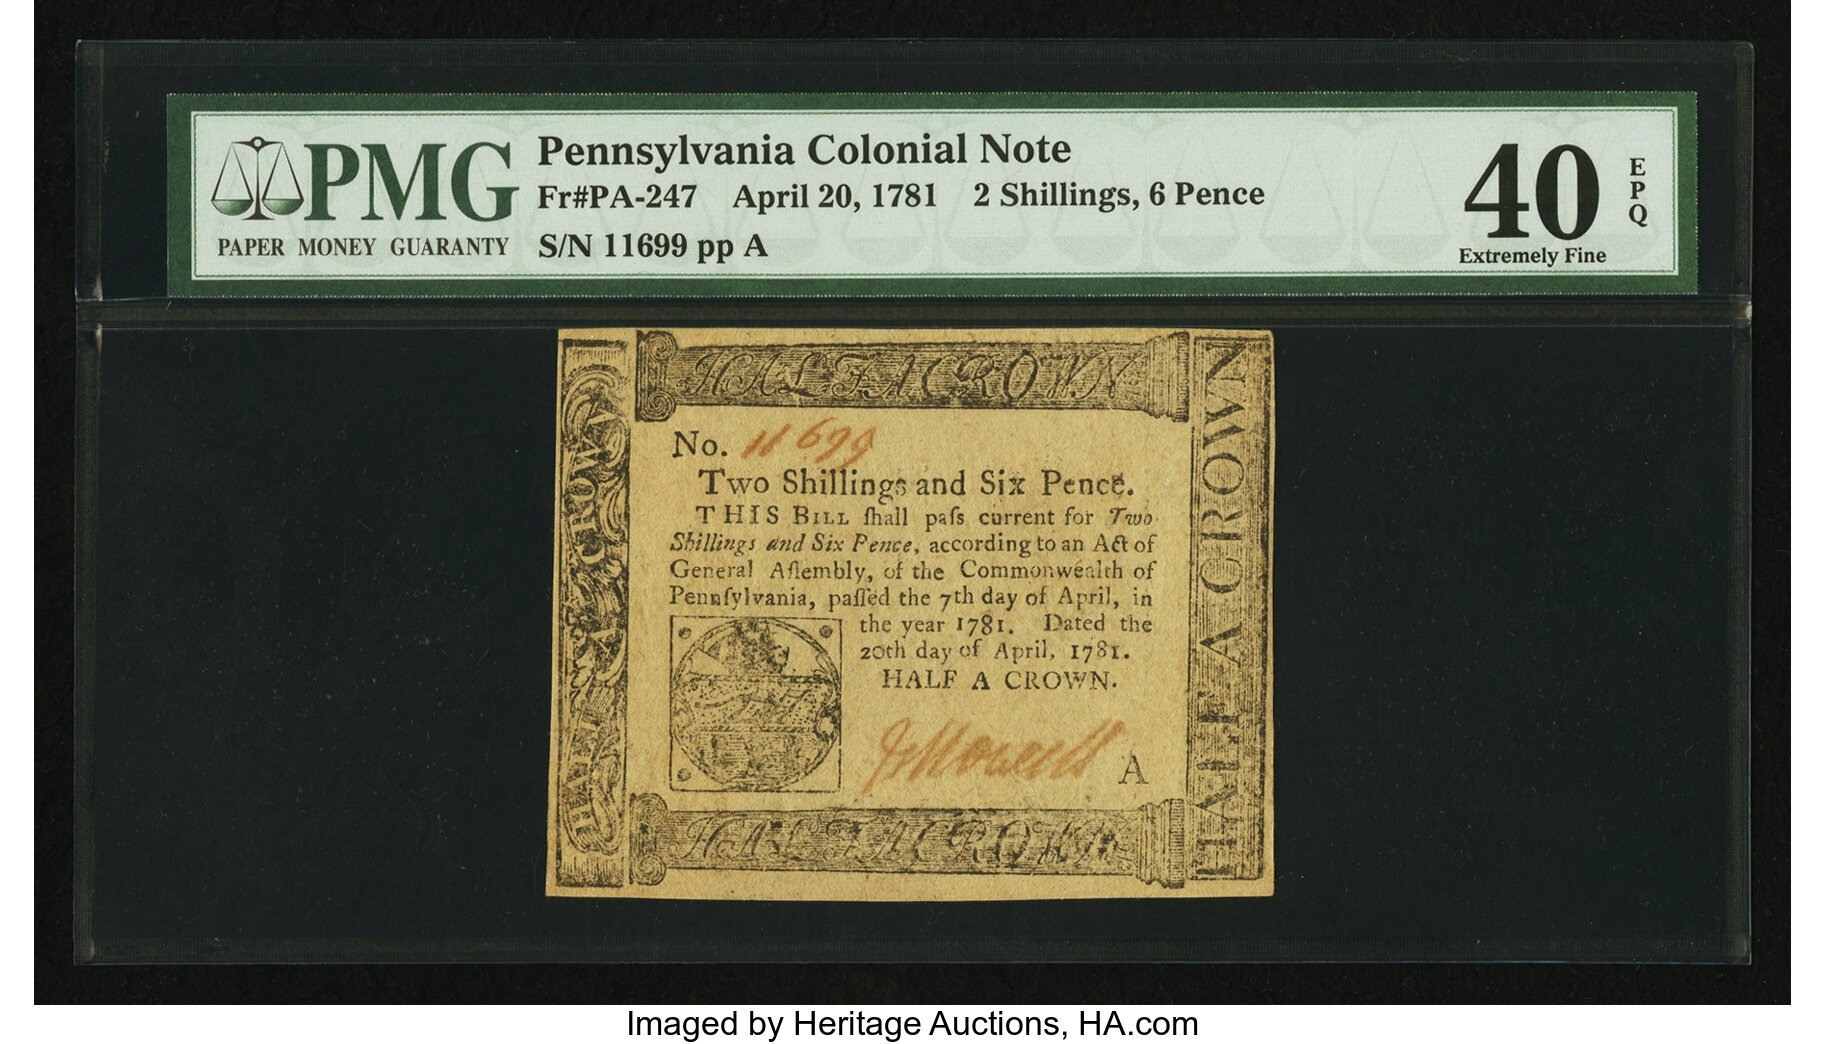 PMG
PAPER MONEY GUARANTY
Pennsylvania Colonial Note
Fr#PA-247 April 20, 1781 2 Shillings, 6 Pence
S/N 11699 pp A
40
EPQ
Extremely Fine
HALF A CROWN
HALF A CROWN
HALF A CROWN
No. 11699
Two Shillings and Six Pence.
THIS BILL ſhall paſs current for Two
Shillings and Six Pence, according to an Act of
General Aſſembly, of the Commonwealth of
Pennſylvania, paſſed the 7th day of April, in
the year 1781. Dated the
20th day of April, 1781.
HALF A CROWN.
A
HALF A CROWN
Imaged by Heritage Auctions, HA.com